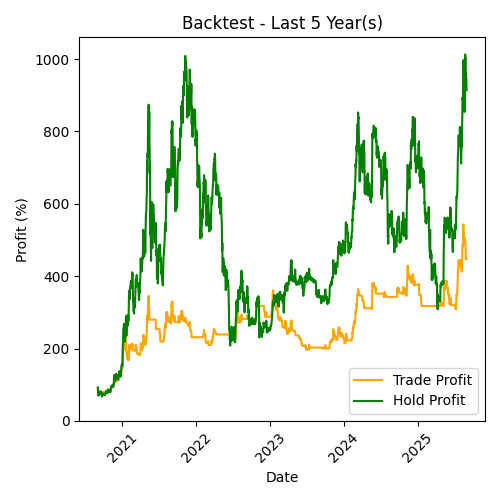 Backtest - Last 5 Year(s)
Profit (%)
1000
800
600
400
200
0
2021
2022
2023
2024
2025
Date
Trade Profit
Hold Profit